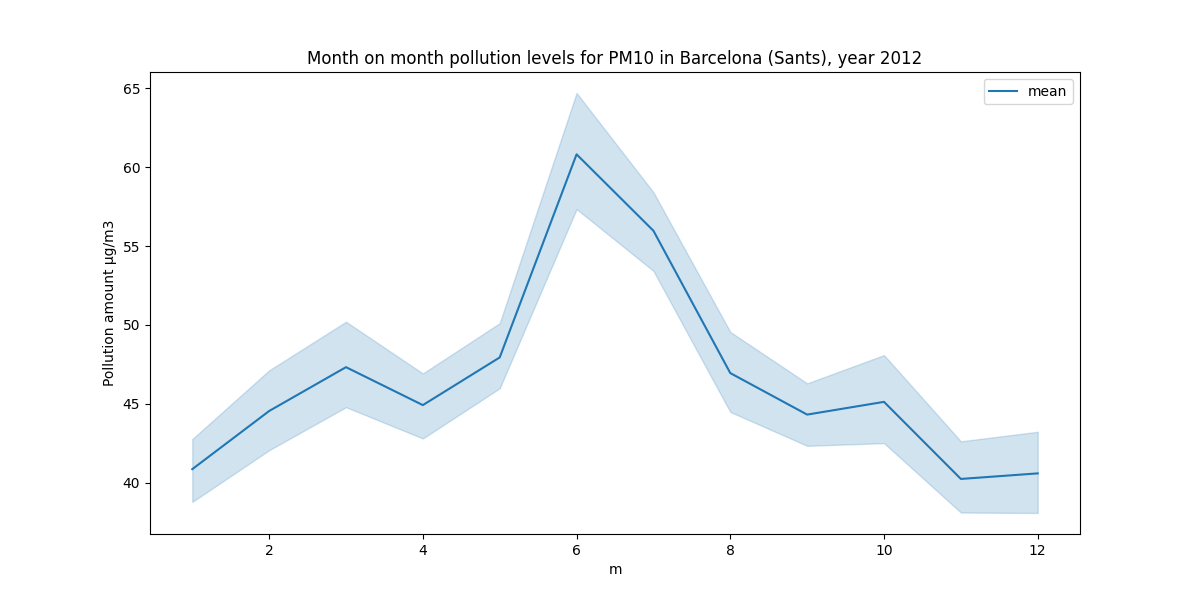 Month on month pollution levels for PM10 in Barcelona (Sants), year 2012
mean
Pollution amount µg/m3
65
60
55
50
45
40
2 4 6 8 10 12
m